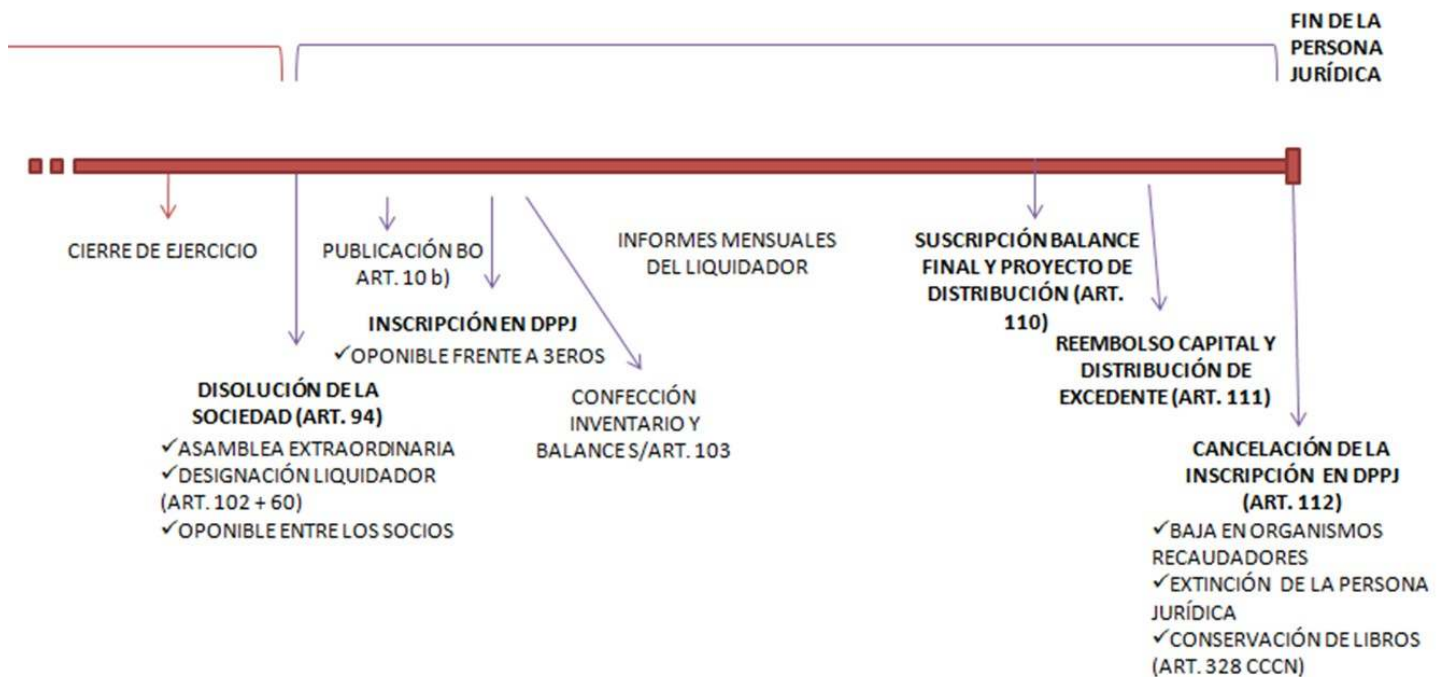 FIN DE LA
PERSONA
JURÍDICA
CIERRE DE EJERCICIO
PUBLICACIÓN BO
ART. 10 b)
INSCRIPCIÓN EN DPPJ
✓OPONIBLE FRENTE A 3EROS
DISOLUCIÓN DE LA
SOCIEDAD (ART. 94)
✓ASAMBLEA EXTRAORDINARIA
✓DESIGNACIÓN LIQUIDADOR
(ART. 102 + 60)
✓OPONIBLE ENTRE LOS SOCIOS
CONFECCIÓN
INVENTARIO Y
BALANCE S/ART. 103
INFORMES MENSUALES
DEL LIQUIDADOR
SUSCRIPCIÓN BALANCE
FINAL Y PROYECTO DE
DISTRIBUCIÓN (ART.
110)
REEMBOLSO CAPITAL Y
DISTRIBUCIÓN DE
EXCEDENTE (ART. 111)
CANCELACIÓN DE LA
INSCRIPCIÓN EN DPPJ
(ART. 112)
✓BAJA EN ORGANISMOS
RECAUDADORES
✓EXTINCIÓN DE LA PERSONA
JURÍDICA
✓CONSERVACIÓN DE LIBROS
(ART. 328 CCCN)